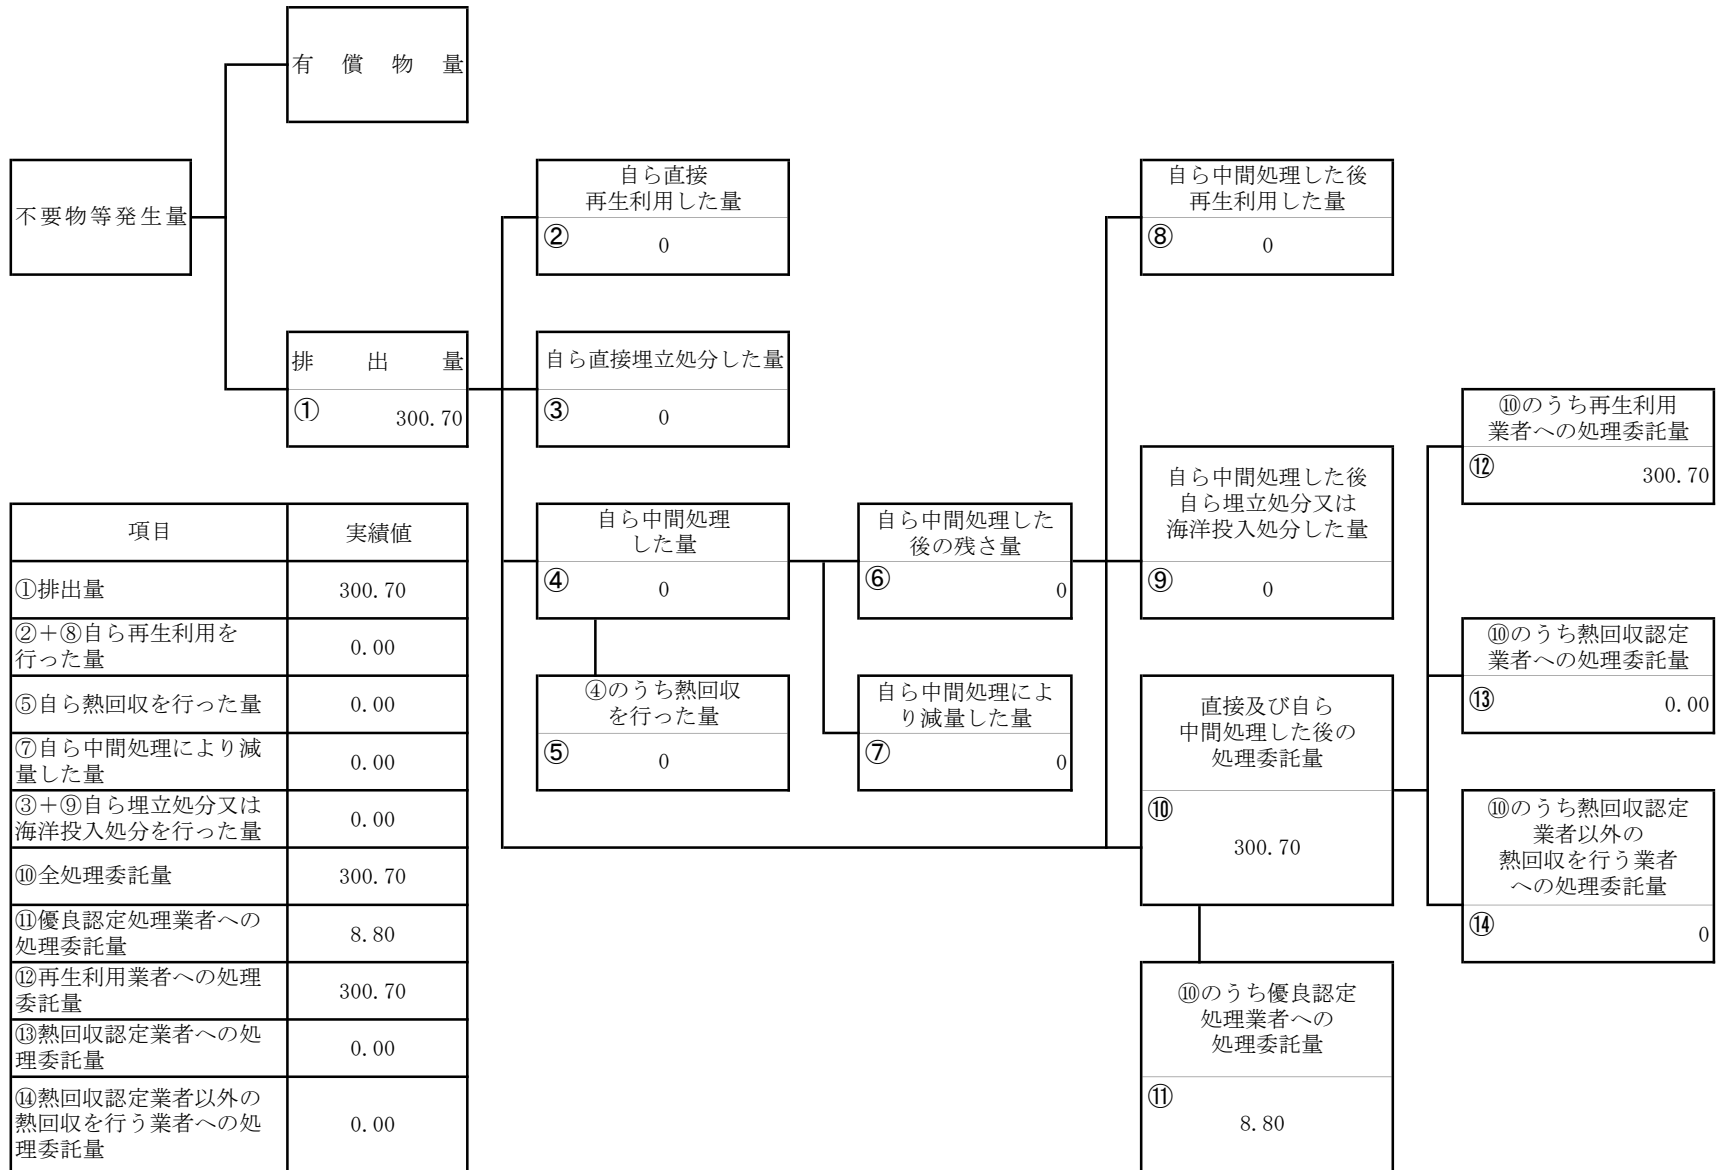 有償物量
不要物等発生量
排出量
①
300.70
自ら直接
再生利用した量
②
0
自ら直接埋立処分した量
③
0
自ら中間処理
した量
④
0
④のうち熱回収
を行った量
⑤
0
自ら中間処理した
後の残さ量
⑥
0
自ら中間処理によ
り減量した量
⑦
0
自ら中間処理した後
再生利用した量
⑧
0
自ら中間処理した後
自ら埋立処分又は
海洋投入処分した量
⑨
0
直接及び自ら
中間処理した後の
処理委託量
⑩
300.70
⑩のうち優良認定
処理業者への
処理委託量
⑪
8.80
⑩のうち再生利用
業者への処理委託量
⑫
300.70
⑩のうち熱回収認定
業者への処理委託量
⑬
0.00
⑩のうち熱回収認定
業者以外の
熱回収を行う業者
への処理委託量
⑭
0
項目 実績値
①排出量 300.70
②＋⑧自ら再生利用を
行った量 0.00
⑤自ら熱回収を行った量 0.00
⑦自ら中間処理により減
量した量 0.00
③＋⑨自ら埋立処分又は
海洋投入処分を行った量 0.00
⑩全処理委託量 300.70
⑪優良認定処理業者への
処理委託量 8.80
⑫再生利用業者への処理
委託量 300.70
⑬熱回収認定業者への処
理委託量 0.00
⑭熱回収認定業者以外の
熱回収を行う業者への処
理委託量 0.00